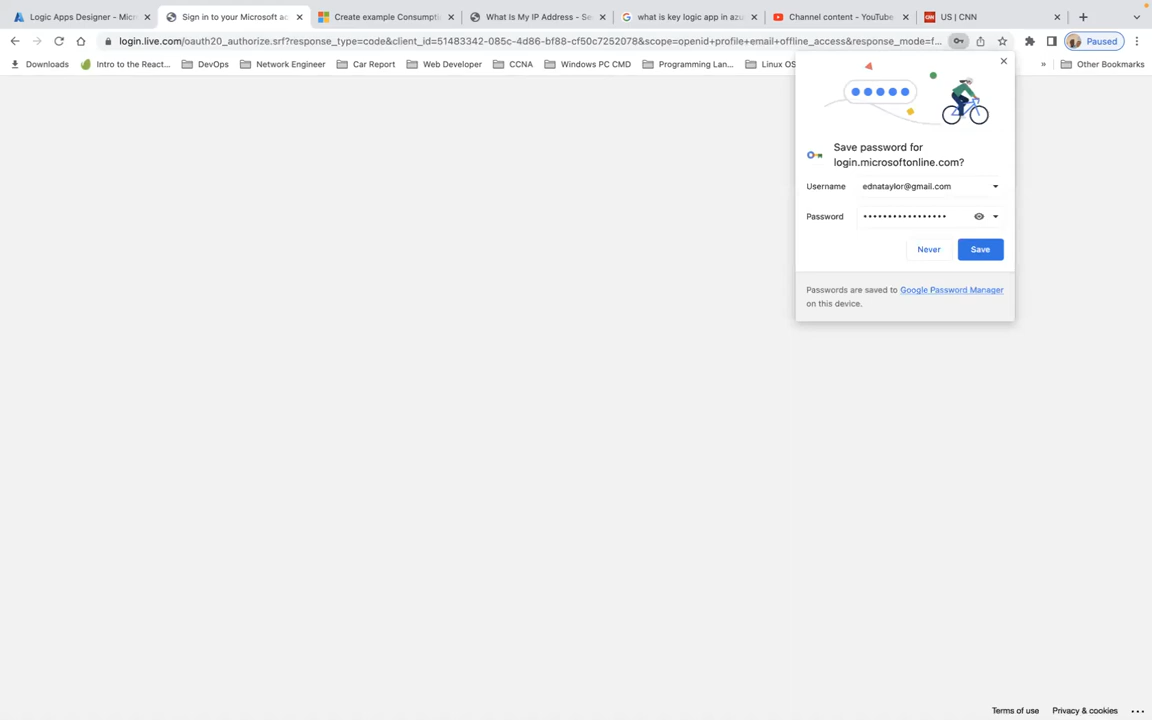 Logic Apps Designer - Micr
Sign in to your Microsoft ac
Create example Consumpti
What Is My IP Address - Se
what is key logic app in azu
Channel content - YouTube
US | CNN
login.live.com/oauth20_authorize.srf?response_type=code&client_id=51483342-085c-4d86-bf88-cf50c7252078&scope=openid+profile+email+offline_access&response_mode=f...
Paused
Downloads
Intro to the React...
DevOps
Network Engineer
Car Report
Web Developer
CCNA
Windows PC CMD
Programming Lan...
Linux OS
»
Other Bookmarks
Save password for
login.microsoftonline.com?
Username
ednataylor@gmail.com
Password
•••••••••••••••••
Never
Save
Passwords are saved to Google Password Manager
on this device.
Terms of use
Privacy & cookies
...